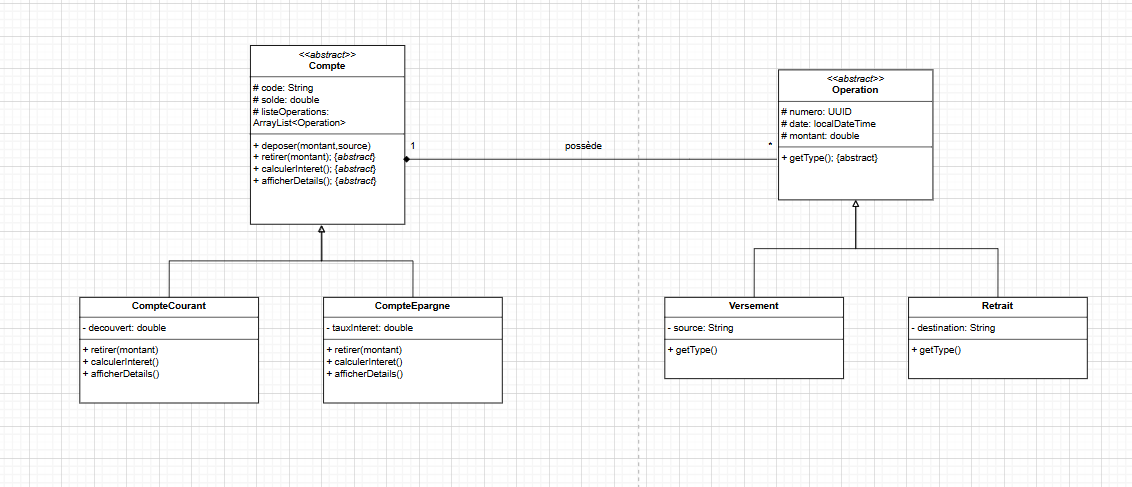 <<abstract>>
Compte
# code: String
# solde: double
# listeOperations:
ArrayList<Operation>
+ deposer(montant,source)
+ retirer(montant); {abstract}
+ calculerInteret(); {abstract}
+ afficherDetails(); {abstract}
1
possède
*
<<abstract>>
Operation
# numero: UUID
# date: localDateTime
# montant: double
+ getType(); {abstract}
CompteCourant
- decouvert: double
+ retirer(montant)
+ calculerInteret()
+ afficherDetails()
CompteEpargne
- tauxInteret: double
+ retirer(montant)
+ calculerInteret()
+ afficherDetails()
Versement
- source: String
+ getType()
Retrait
- destination: String
+ getType()